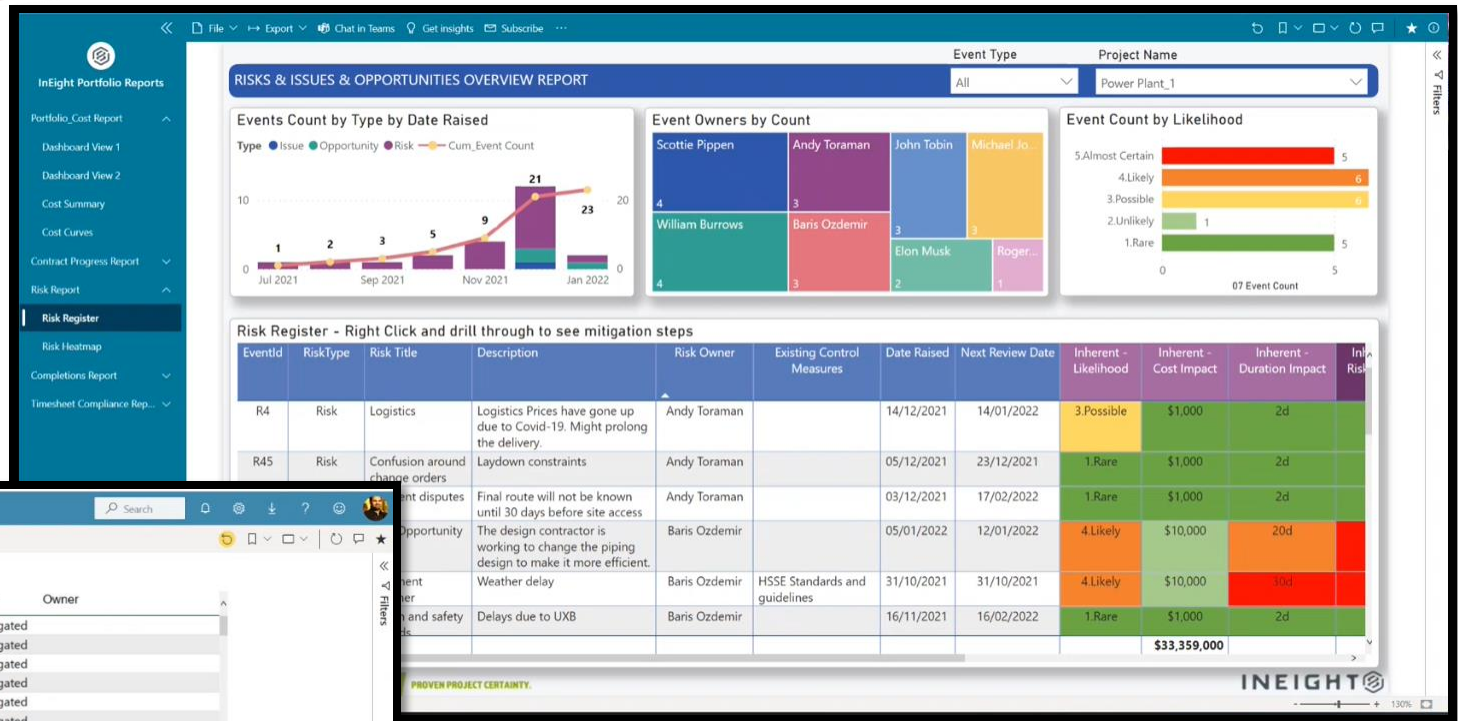 File
Export
Chat in Teams
Get insights
Subscribe
InEight Portfolio Reports
Portfolio_Cost Report
Dashboard View 1
Dashboard View 2
Cost Summary
Cost Curves
Contract Progress Report
Risk Report
Risk Register
Risk Heatmap
Completions Report
Timesheet Compliance Rep...
Event Type
Project Name
RISKS & ISSUES & OPPORTUNITIES OVERVIEW REPORT
All
Power Plant_1
Filters
Events Count by Type by Date Raised
Type Issue Opportunity Risk Cum_Event Count
10
0
20
0
1
2
3
5
9
21
23
Jul 2021
Sep 2021
Nov 2021
Jan 2022
Event Owners by Count
Scottie Pippen
4
Andy Toraman
3
John Tobin
3
Michael Jo...
3
William Burrows
4
Baris Ozdemir
3
Elon Musk
2
Roger...
1
Event Count by Likelihood
5.Almost Certain 5
4.Likely 6
3.Possible 6
2.Unlikely 1
1.Rare 5
0 5
07 Event Count
Risk Register - Right Click and drill through to see mitigation steps
EventId RiskType Risk Title Description Risk Owner Existing Control Measures Date Raised Next Review Date Inherent - Likelihood Inherent - Cost Impact Inherent - Duration Impact
R4 Risk Logistics Logistics Prices have gone up due to Covid-19. Might prolong the delivery. Andy Toraman 14/12/2021 14/01/2022 3.Possible $1,000 2d
R45 Risk Confusion around change orders Laydown constraints Andy Toraman 05/12/2021 23/12/2021 1.Rare $1,000 2d
ent disputes Final route will not be known until 30 days before site access Andy Toraman 03/12/2021 17/02/2022 1.Rare $1,000 2d
Opportunity The design contractor is working to change the piping design to make it more efficient. Baris Ozdemir 05/01/2022 12/01/2022 4.Likely $10,000 20d
Weather delay Baris Ozdemir HSSE Standards and guidelines 31/10/2021 31/10/2021 4.Likely $10,000 30d
and safety Delays due to UXB Baris Ozdemir 16/11/2021 16/02/2022 1.Rare $1,000 2d
$33,359,000
PROVEN PROJECT CERTAINTY.
INEIGHT
130%
Search
Filters
Owner
gated
gated
gated
gated
gated